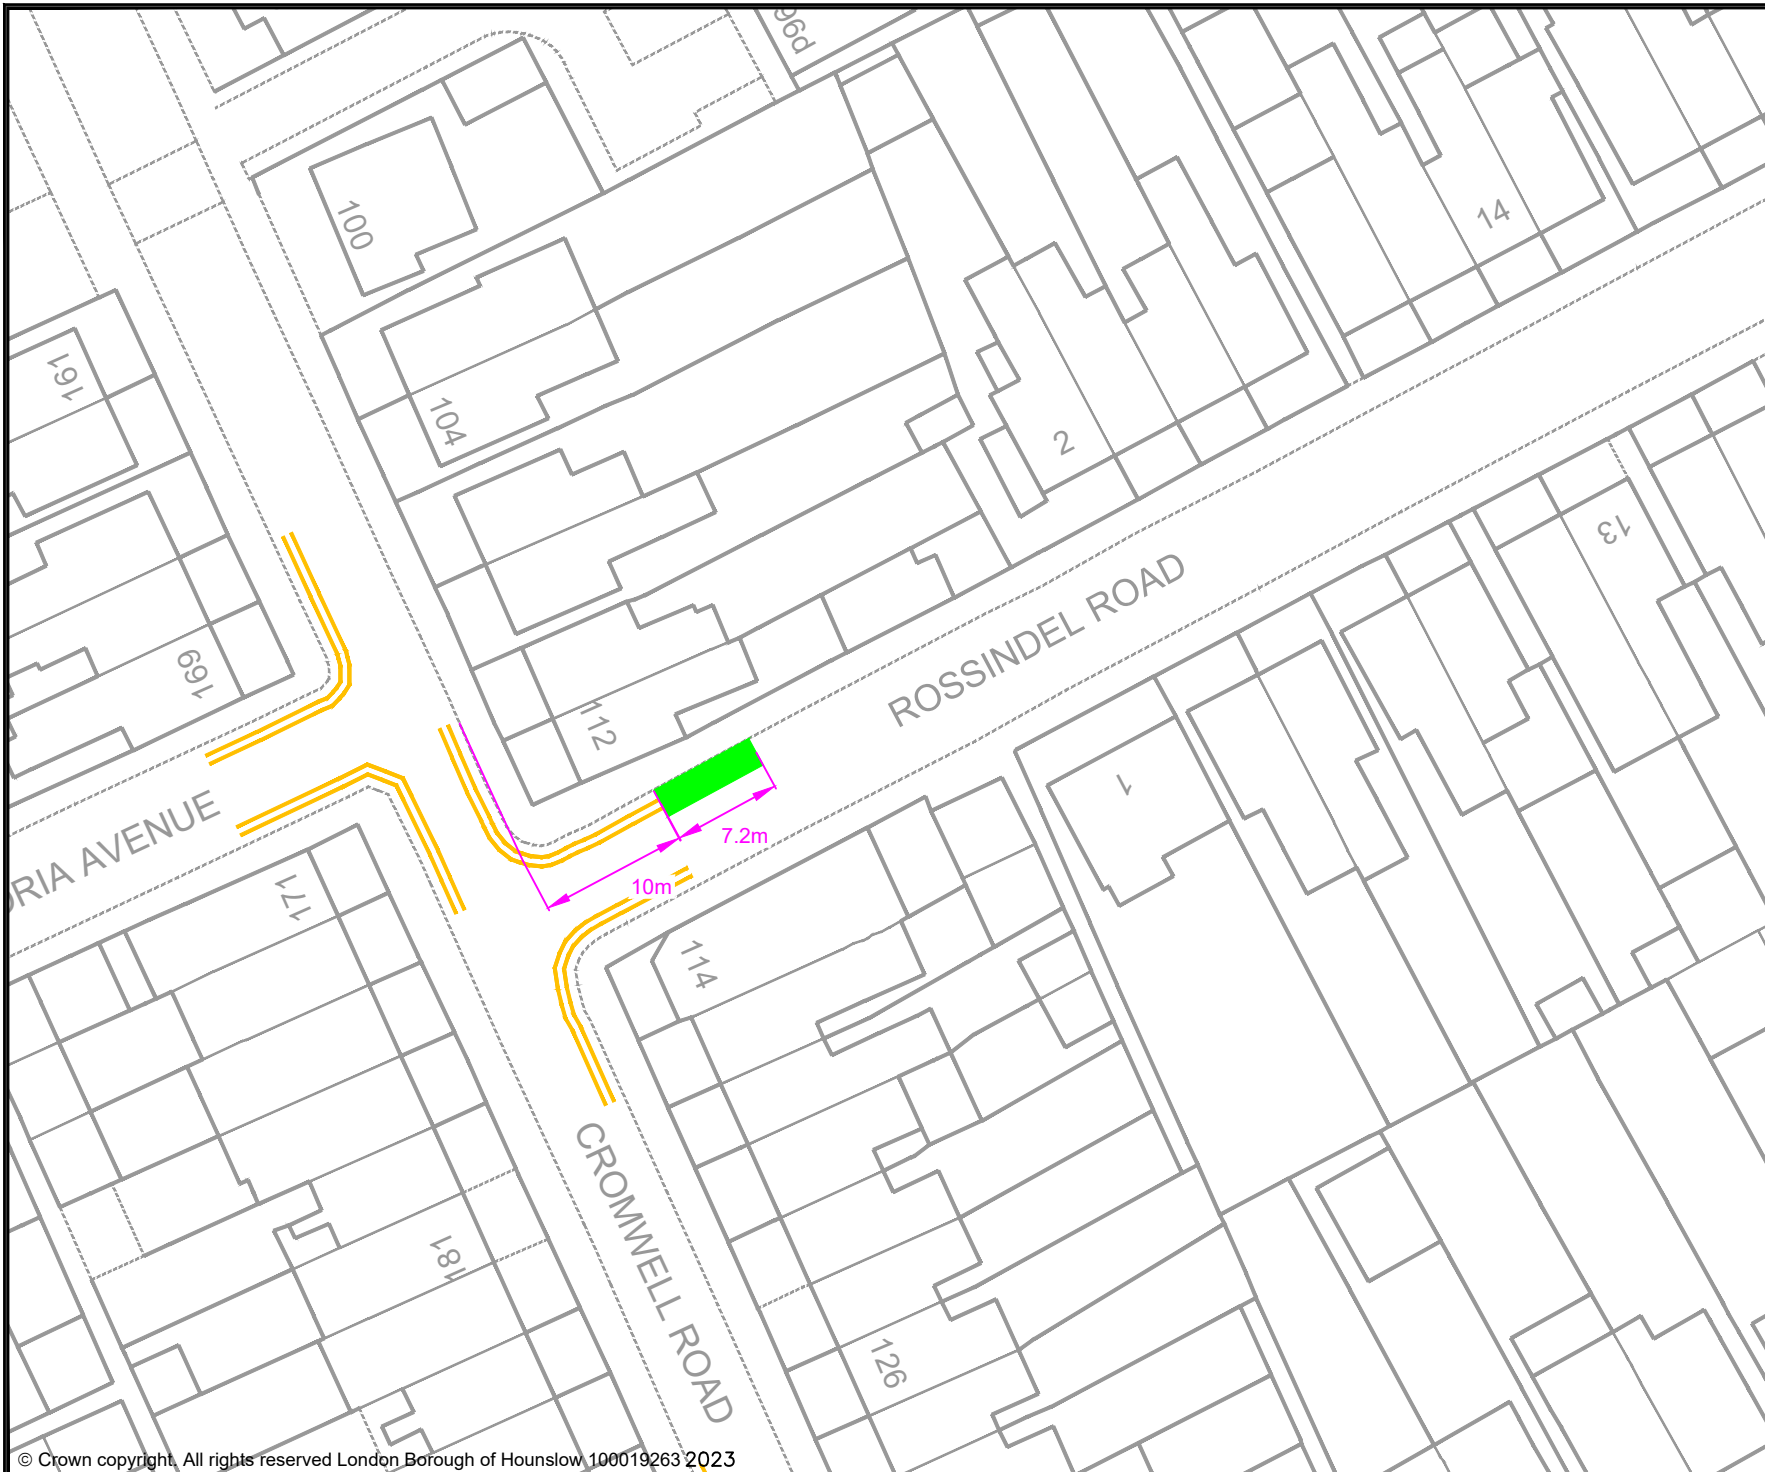 96d
100
14
161
104
2
13
169
ROSSINDEL ROAD
112
1
7.2m
ORIA AVENUE
10m
171
114
CROMWELL ROAD
181
126
© Crown copyright. All rights reserved London Borough of Hounslow 100019263 2023